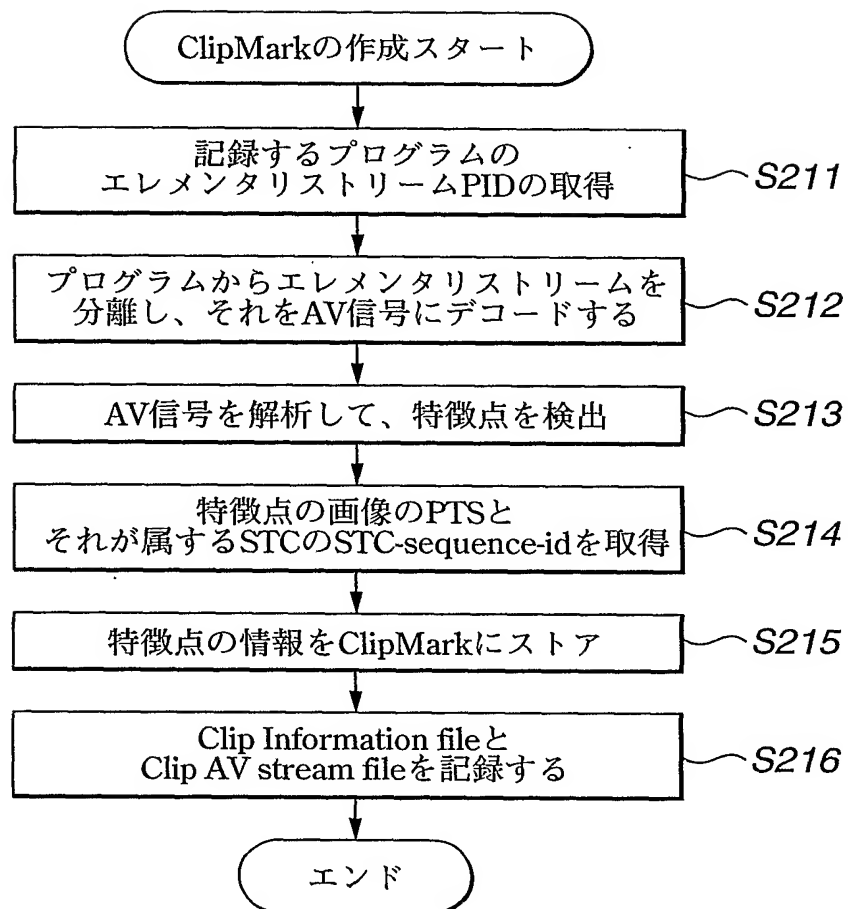 ClipMarkの作成スタート
記録するプログラムの
エレメンタリストリームPIDの取得
S211
プログラムからエレメンタリストリームを
分離し、それをAV信号にデコードする
S212
AV信号を解析して、特徴点を検出
S213
特徴点の画像のPTSと
それが属するSTCのSTC-sequence-idを取得
S214
特徴点の情報をClipMarkにストア
S215
Clip Information fileと
Clip AV stream fileを記録する
S216
エンド